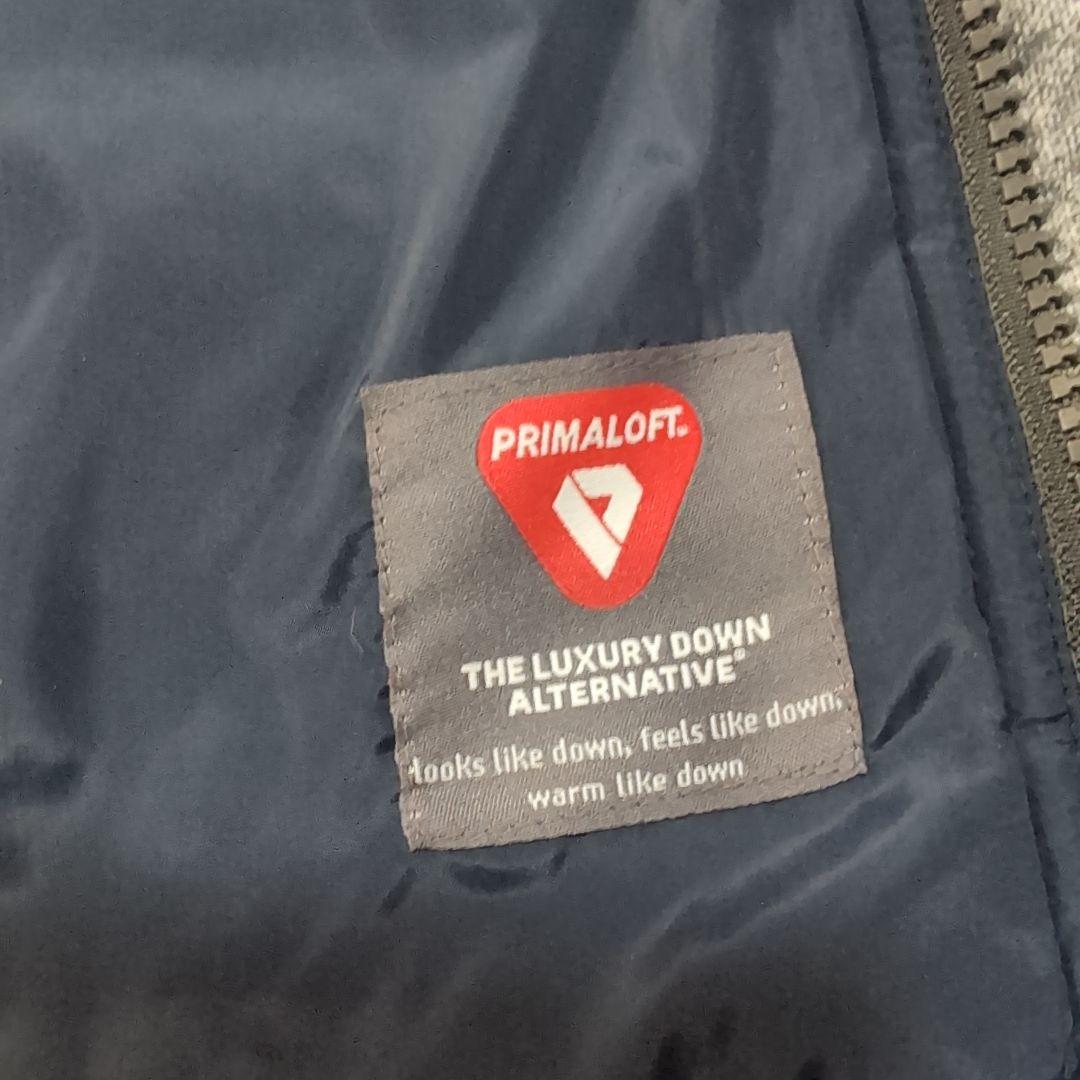 PRIMALOFT®
THE LUXURY DOWN
ALTERNATIVE®
looks like down, feels like down,
warm like down